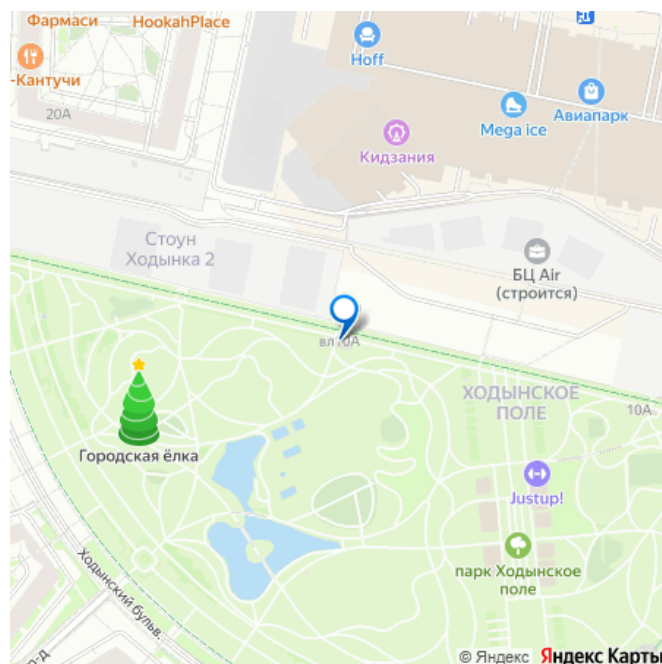 Фармаси
HookahPlace
Hoff
-Кантучи
20А
Mega ice
Авиапарк
Кидзания
Стоун
Ходынка 2
БЦ Air
(строится)
вл10А
ХОДЫНСКОЕ
ПОЛЕ
10А
Городская ёлка
Justup!
парк Ходынское
поле
Ходынский бульв.
й-д
© Яндекс Яндекс Карты